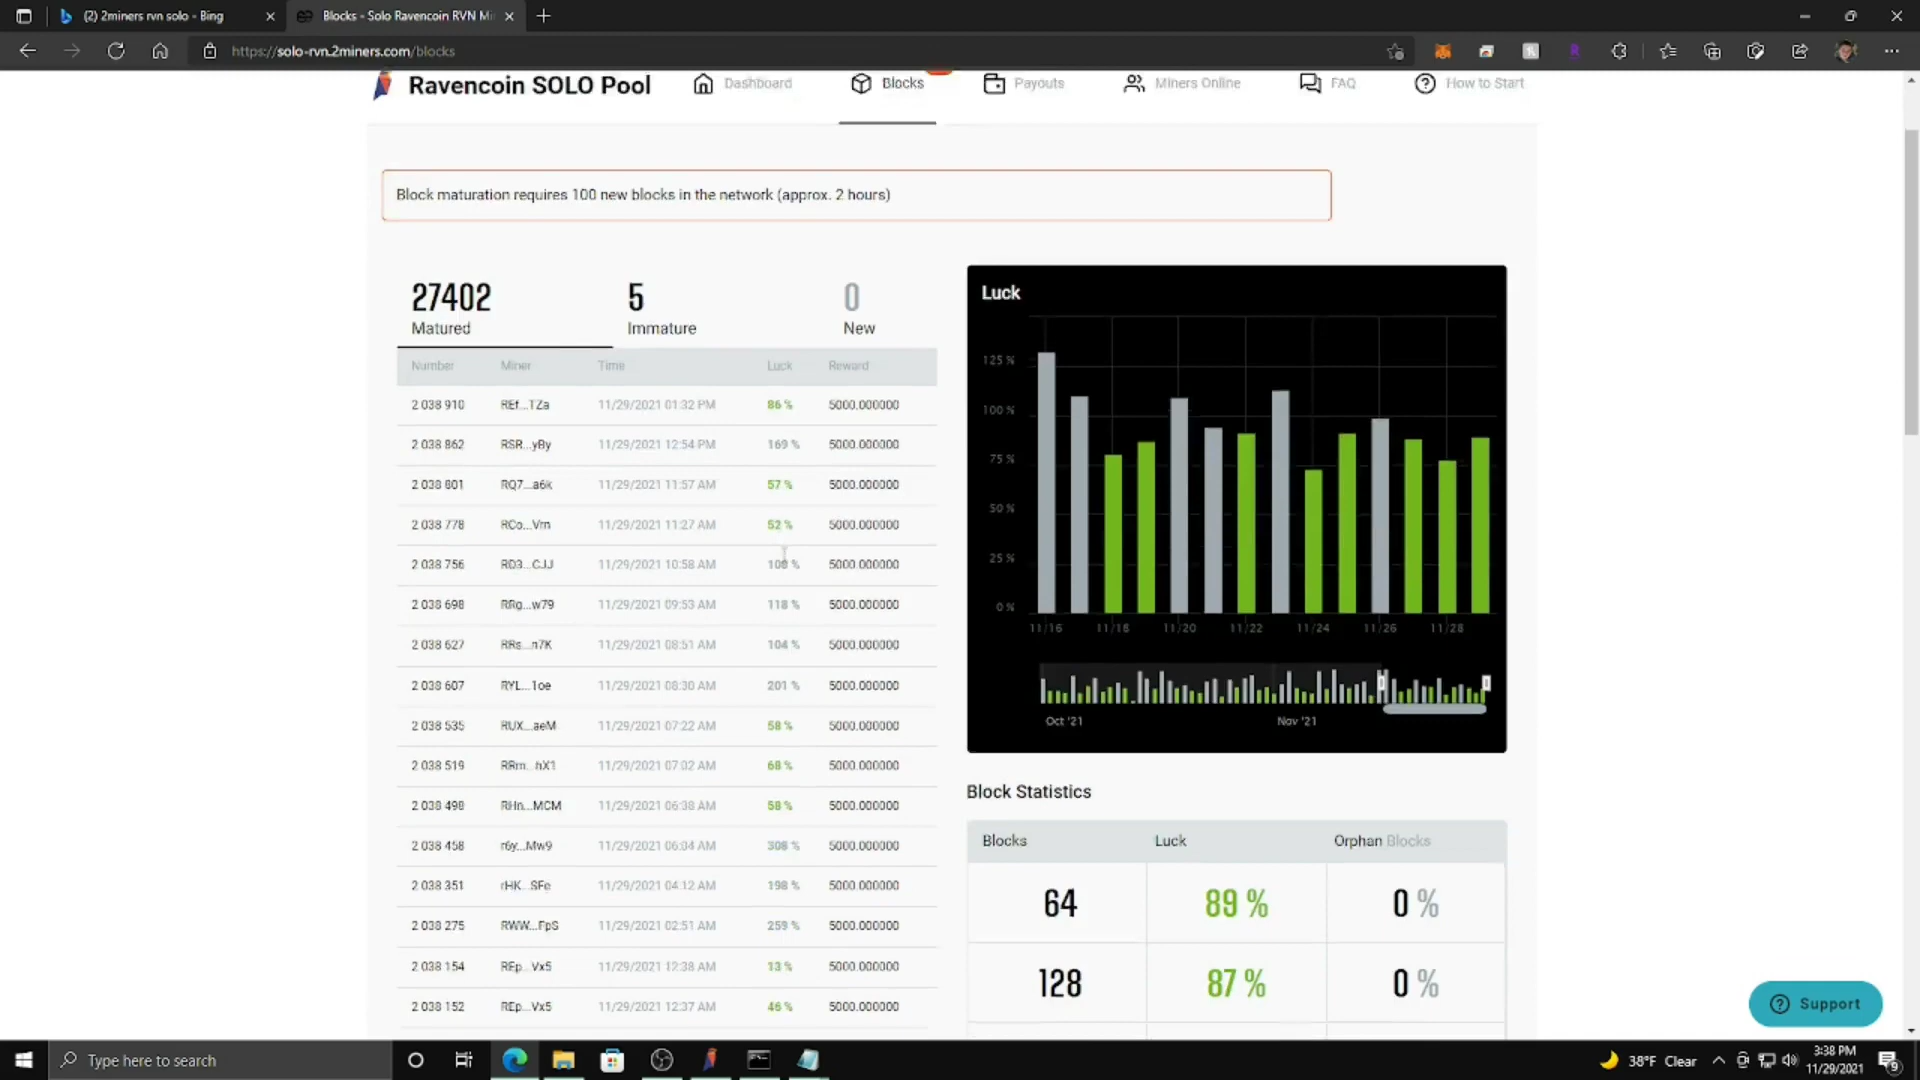 (2) 2miners rvn solo - Bing
Blocks - Solo Ravencoin RVN Mi
https://solo-rvn.2miners.com/blocks
Ravencoin SOLO Pool
Dashboard
Blocks
Payouts
Miners Online
FAQ
How to Start
Block maturation requires 100 new blocks in the network (approx. 2 hours)
27402
Matured
5
Immature
0
New
Number Miner Time Luck Reward
2 038 910 REf...TZa 11/29/2021 01:32 PM 86 % 5000.000000
2 038 862 RSR...yBy 11/29/2021 12:54 PM 169 % 5000.000000
2 038 801 RQ7...a6k 11/29/2021 11:57 AM 57 % 5000.000000
2 038 778 RCo...Vrn 11/29/2021 11:27 AM 52 % 5000.000000
2 038 756 RD3...CJJ 11/29/2021 10:58 AM % 5000.000000
2 038 698 RRg...w79 11/29/2021 09:53 AM 118 % 5000.000000
2 038 627 RRs...n7K 11/29/2021 08:51 AM 104 % 5000.000000
2 038 607 RYL...1oe 11/29/2021 08:30 AM 201 % 5000.000000
2 038 535 RUX...aeM 11/29/2021 07:22 AM 58 % 5000.000000
2 038 519 RRm...hX1 11/29/2021 07:02 AM 68 % 5000.000000
2 038 498 RHn...MCM 11/29/2021 06:38 AM 58 % 5000.000000
2 038 458 r6y...Mw9 11/29/2021 06:04 AM 308 % 5000.000000
2 038 351 rHK...SFe 11/29/2021 04:12 AM 198 % 5000.000000
2 038 275 RWW...FpS 11/29/2021 02:51 AM 259 % 5000.000000
2 038 154 REp...Vx5 11/29/2021 12:38 AM 13 % 5000.000000
2 038 152 REp...Vx5 11/29/2021 12:37 AM 46 % 5000.000000
Luck
125 %
100 %
75 %
50 %
25 %
0 %
11/16 11/18 11/20 11/22 11/24 11/26 11/28
Oct '21 Nov '21
Block Statistics
Blocks Luck Orphan Blocks
64 89 % 0 %
128 87 % 0 %
Support
Type here to search
38°F Clear
3:38 PM
11/29/2021
9